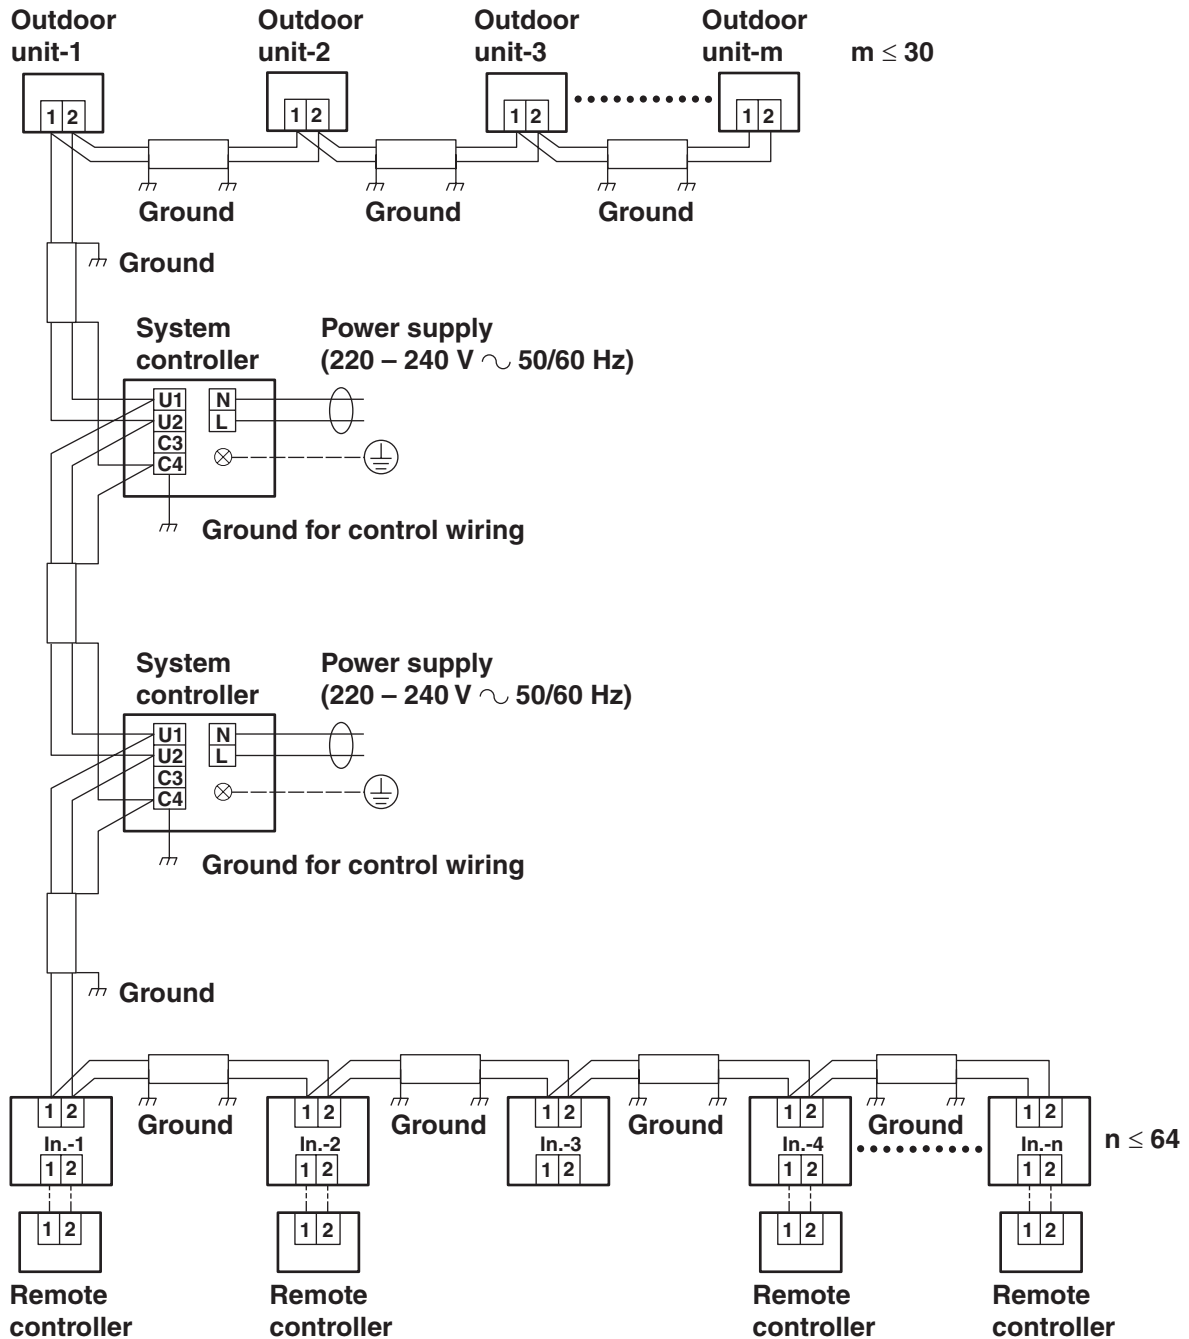 Outdoor unit-1
Outdoor unit-2
Outdoor unit-3
Outdoor unit-m
m ≤ 30
1 2
1 2
1 2
1 2
Ground
Ground
Ground
Ground
System controller
Power supply
(220 – 240 V ∿ 50/60 Hz)
U1
U2
C3
C4
N
L
Ground for control wiring
System controller
Power supply
(220 – 240 V ∿ 50/60 Hz)
U1
U2
C3
C4
N
L
Ground for control wiring
Ground
1 2
In.-1
1 2
Ground
1 2
In.-2
1 2
Ground
1 2
In.-3
1 2
Ground
1 2
In.-4
1 2
Ground
1 2
In.-n
1 2
n ≤ 64
1 2
1 2
1 2
1 2
Remote controller
Remote controller
Remote controller
Remote controller